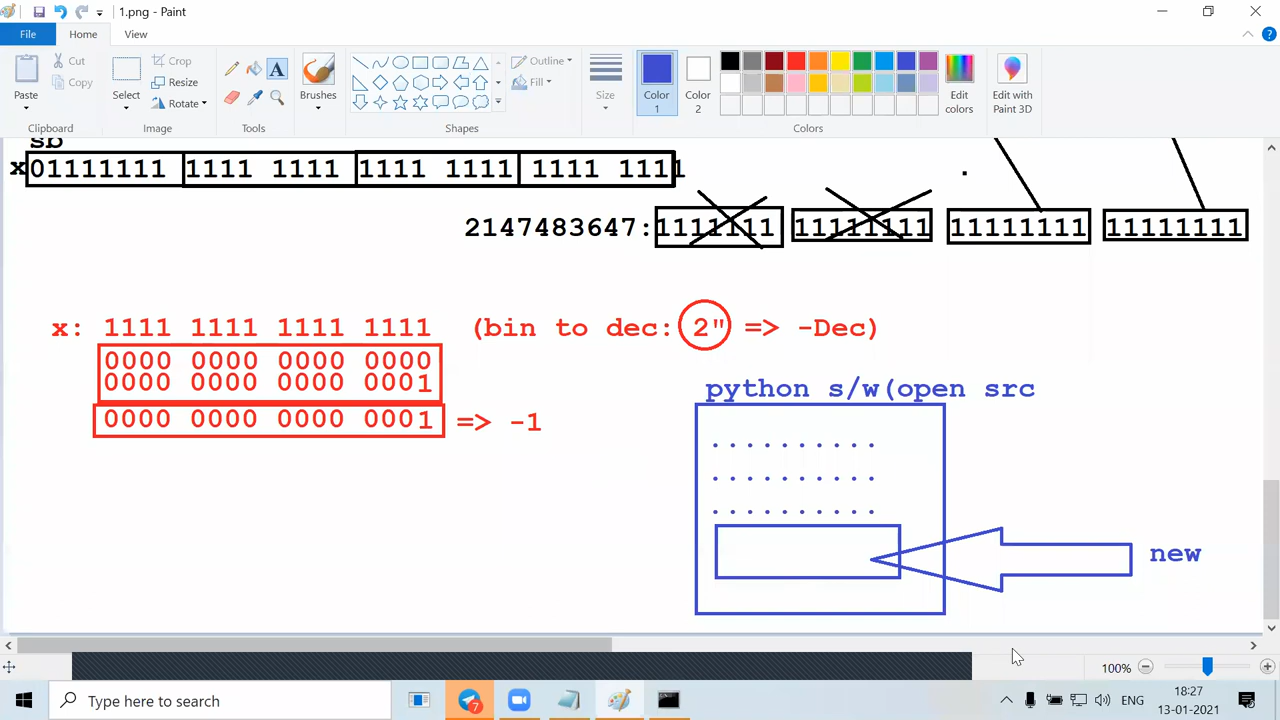 1.png - Paint
File Home View
Paste
Cut
Copy
Clipboard
Select
Crop
Resize
Rotate
Image
Tools
Brushes
Shapes
Outline
Fill
Size
Color
1
Color
2
Edit
colors
Colors
Edit with
Paint 3D
sb
x 01111111 1111 1111 1111 1111 1111 1111
2147483647: 1111111 11111111 11111111 11111111
x: 1111 1111 1111 1111 (bin to dec: 2" => -Dec)
0000 0000 0000 0000
0000 0000 0000 0001
0000 0000 0000 0001 => -1
python s/w(open src
new
100%
Type here to search
7
ENG
18:27
13-01-2021